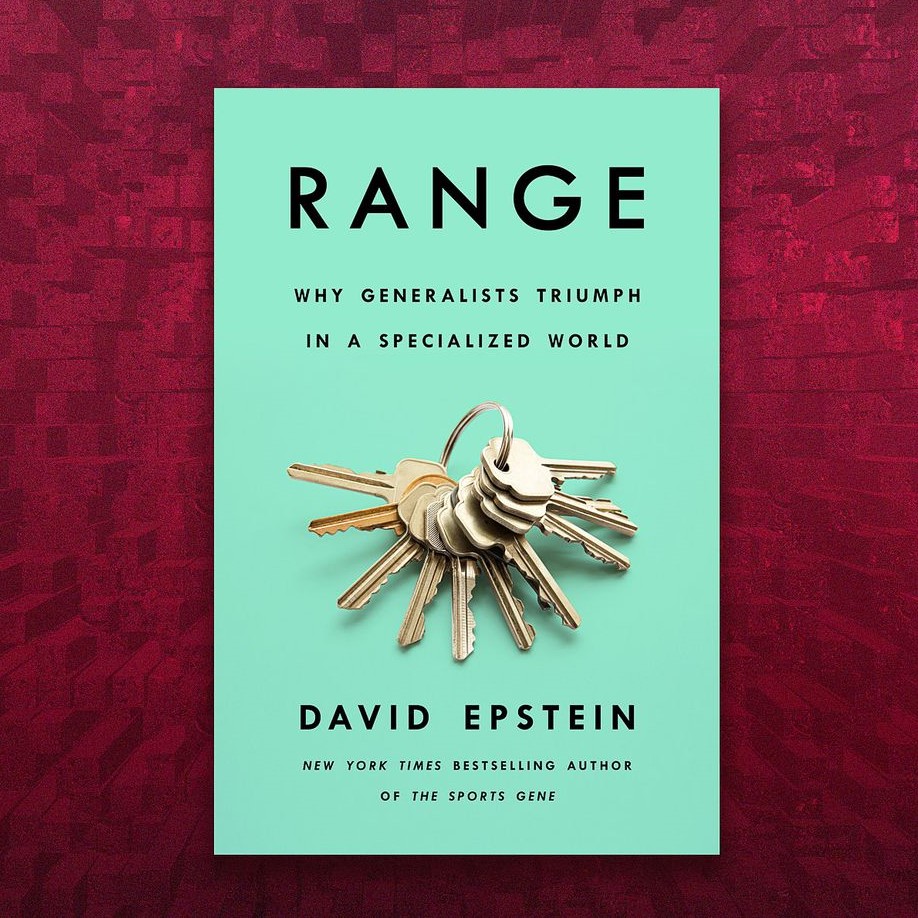 RANGE
WHY GENERALISTS TRIUMPH
IN A SPECIALIZED WORLD
DAVID EPSTEIN
NEW YORK TIMES BESTSELLING AUTHOR
OF THE SPORTS GENE